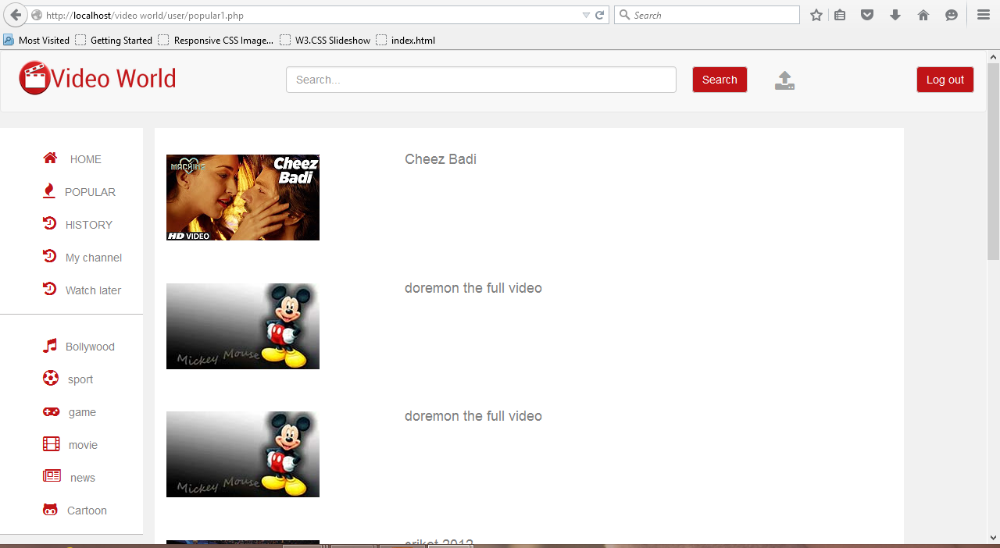 http://localhost/video world/user/popular1.php
Search
Most Visited
Getting Started
Responsive CSS Image...
W3.CSS Slideshow
index.html
Video World
Search...
Search
Log out
HOME
POPULAR
HISTORY
My channel
Watch later
Bollywood
sport
game
movie
news
Cartoon
MACHINE
Cheez
Badi
HD VIDEO
Cheez Badi
Mickey Mouse
doremon the full video
Mickey Mouse
doremon the full video
criket 2012